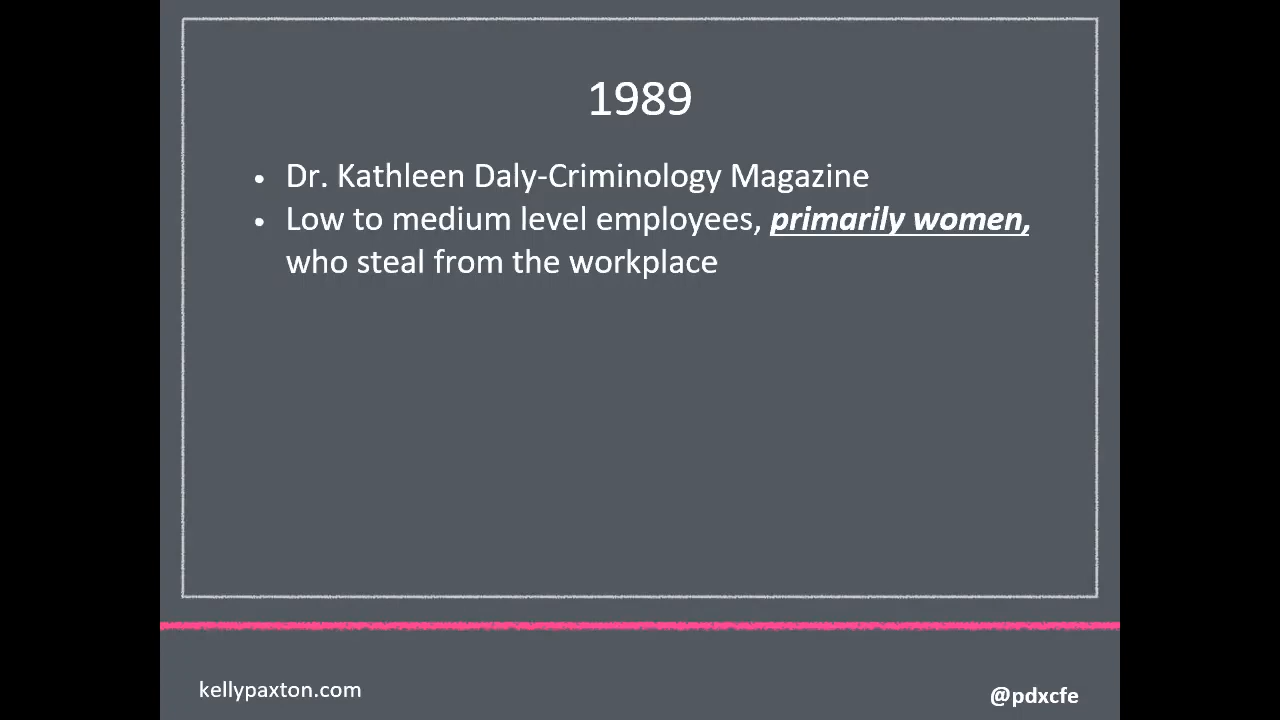 1989
• Dr. Kathleen Daly-Criminology Magazine
• Low to medium level employees, primarily women,
who steal from the workplace
kellypaxton.com
@pdxcfe